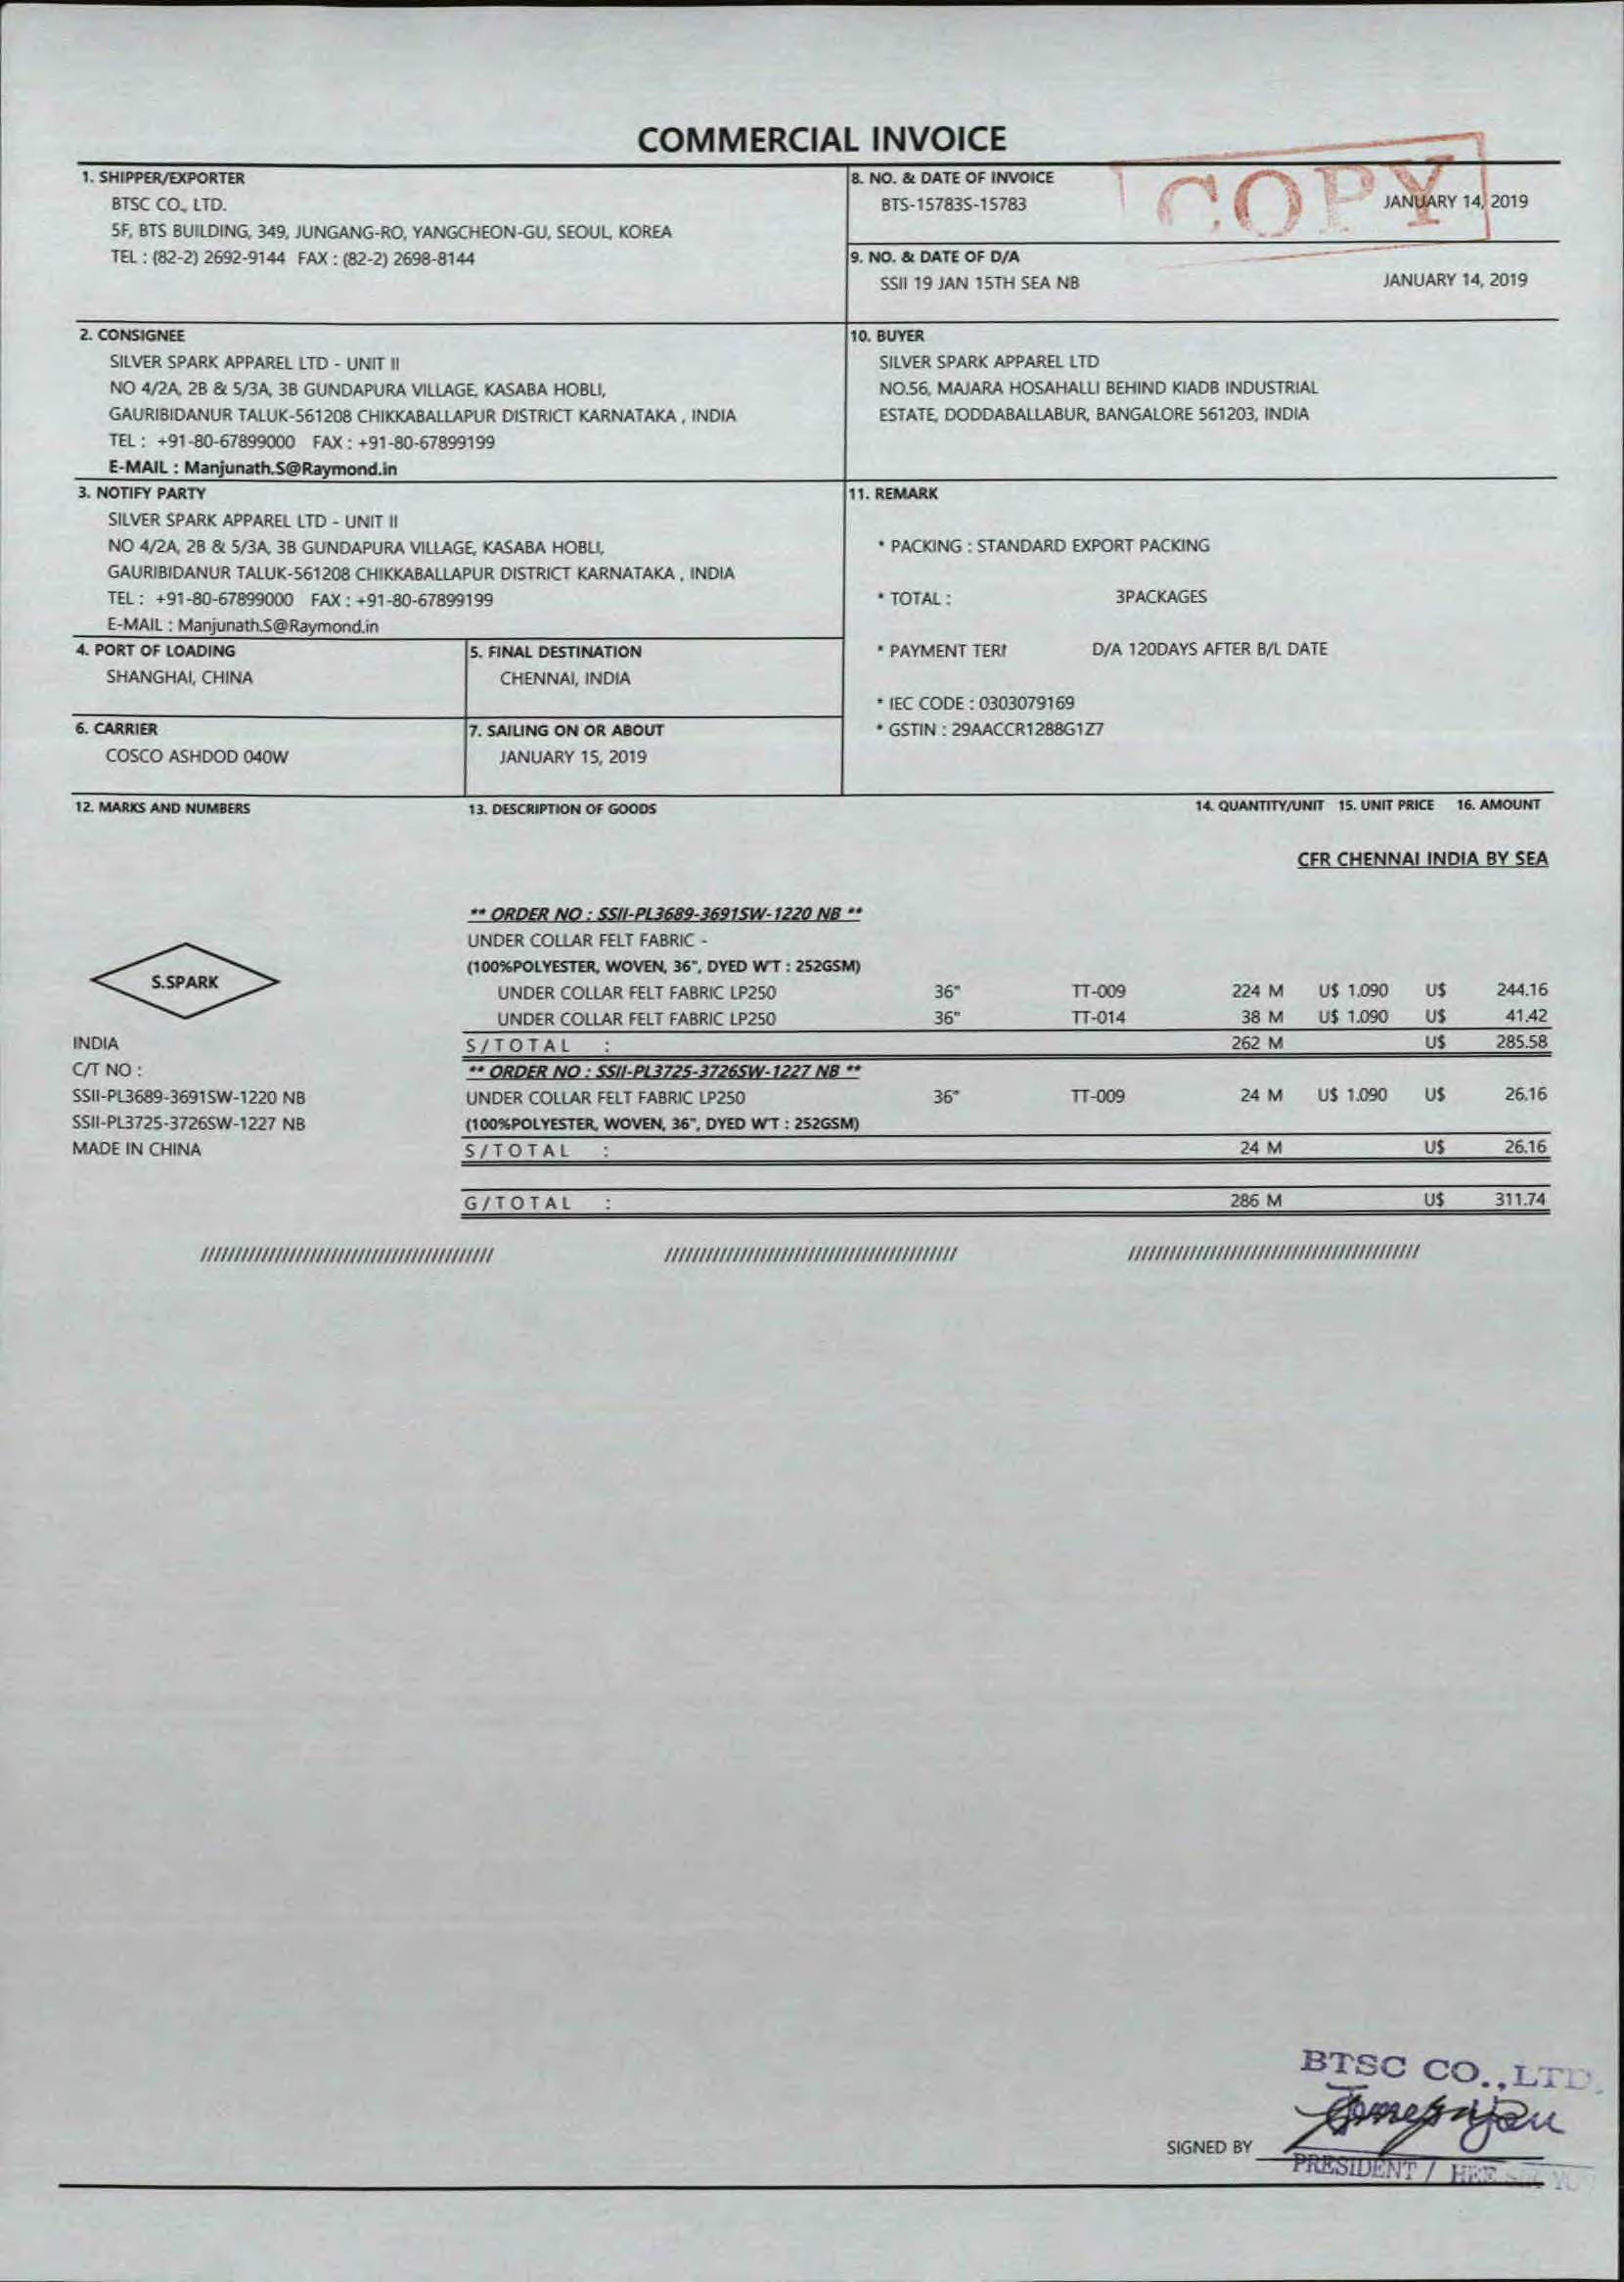 COMMERCIAL INVOICE
COPY
1. SHIPPER/EXPORTER
BTSC CO., LTD.
5F, BTS BUILDING, 349, JUNGANG-RO, YANGCHEON-GU, SEOUL, KOREA
TEL : (82-2) 2692-9144 FAX : (82-2) 2698-8144
8. NO. & DATE OF INVOICE
BTS-15783S-15783 JANUARY 14, 2019
9. NO. & DATE OF D/A
SSII 19 JAN 15TH SEA NB JANUARY 14, 2019
2. CONSIGNEE
SILVER SPARK APPAREL LTD - UNIT II
NO 4/2A, 2B & 5/3A, 3B GUNDAPURA VILLAGE, KASABA HOBLI,
GAURIBIDANUR TALUK-561208 CHIKKABALLAPUR DISTRICT KARNATAKA , INDIA
TEL : +91-80-67899000 FAX : +91-80-67899199
E-MAIL : Manjunath.S@Raymond.in
10. BUYER
SILVER SPARK APPAREL LTD
NO.56, MAJARA HOSAHALLI BEHIND KIADB INDUSTRIAL
ESTATE, DODDABALLABUR, BANGALORE 561203, INDIA
3. NOTIFY PARTY
SILVER SPARK APPAREL LTD - UNIT II
NO 4/2A, 2B & 5/3A, 3B GUNDAPURA VILLAGE, KASABA HOBLI,
GAURIBIDANUR TALUK-561208 CHIKKABALLAPUR DISTRICT KARNATAKA , INDIA
TEL : +91-80-67899000 FAX : +91-80-67899199
E-MAIL : Manjunath.S@Raymond.in
11. REMARK
* PACKING : STANDARD EXPORT PACKING
* TOTAL : 3PACKAGES
* PAYMENT TERM D/A 120DAYS AFTER B/L DATE
* IEC CODE : 0303079169
* GSTIN : 29AACCR1288G1Z7
4. PORT OF LOADING
SHANGHAI, CHINA
5. FINAL DESTINATION
CHENNAI, INDIA
6. CARRIER
COSCO ASHDOD 040W
7. SAILING ON OR ABOUT
JANUARY 15, 2019
12. MARKS AND NUMBERS 13. DESCRIPTION OF GOODS 14. QUANTITY/UNIT 15. UNIT PRICE 16. AMOUNT
CFR CHENNAI INDIA BY SEA
S.SPARK
INDIA
C/T NO :
SSII-PL3689-3691SW-1220 NB
SSII-PL3725-3726SW-1227 NB
MADE IN CHINA
** ORDER NO : SSII-PL3689-3691SW-1220 NB **
UNDER COLLAR FELT FABRIC -
(100%POLYESTER, WOVEN, 36", DYED WT : 252GSM)
UNDER COLLAR FELT FABRIC LP250 36" TT-009 224 M U$ 1.090 U$ 244.16
UNDER COLLAR FELT FABRIC LP250 36" TT-014 38 M U$ 1.090 U$ 41.42
S/TOTAL : 262 M U$ 285.58
** ORDER NO : SSII-PL3725-3726SW-1227 NB **
UNDER COLLAR FELT FABRIC LP250 36" TT-009 24 M U$ 1.090 U$ 26.16
(100%POLYESTER, WOVEN, 36", DYED WT : 252GSM)
S/TOTAL : 24 M U$ 26.16
G/TOTAL : 286 M U$ 311.74
BTSC CO.,LTD.
SIGNED BY
PRESIDENT /